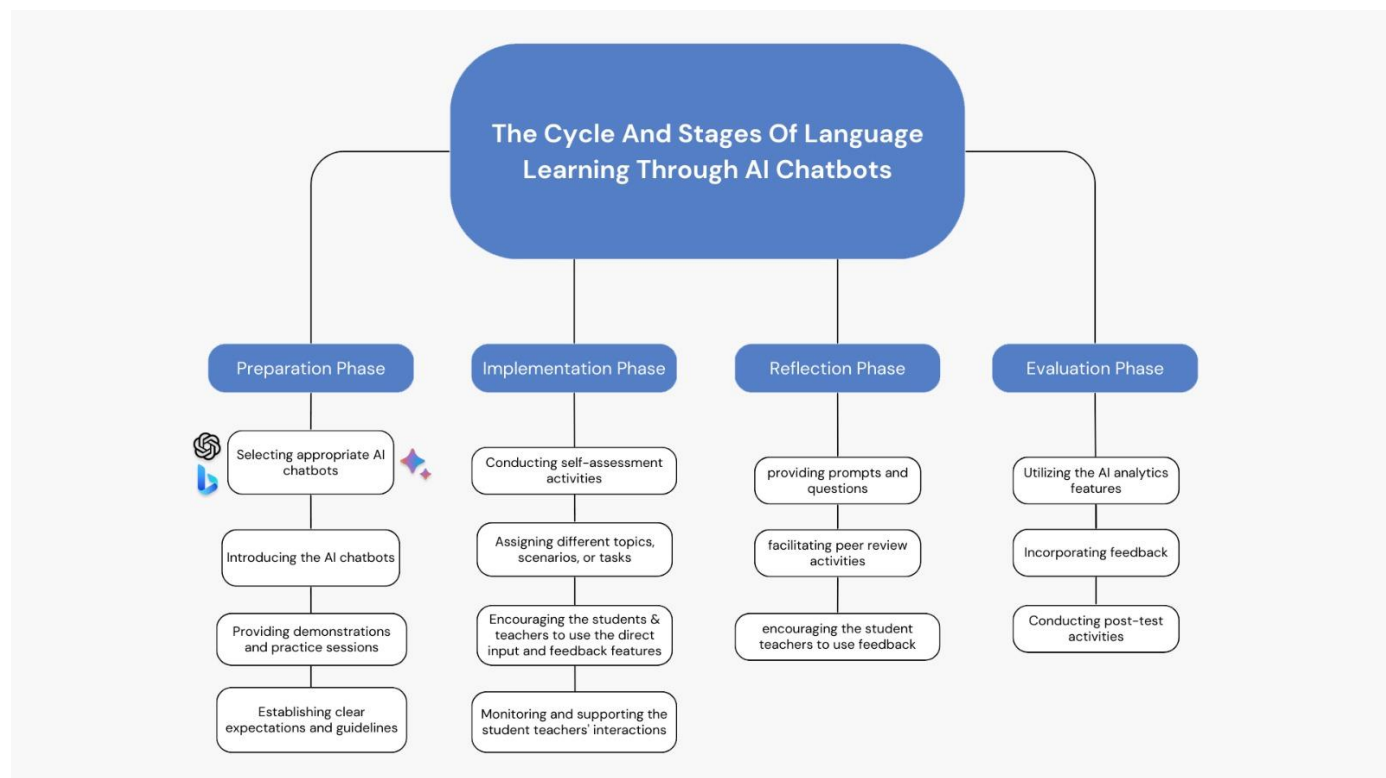 The Cycle And Stages Of Language
Learning Through AI Chatbots
Preparation Phase
Selecting appropriate AI
chatbots
Introducing the AI chatbots
Providing demonstrations
and practice sessions
Establishing clear
expectations and guidelines
Implementation Phase
Conducting self-assessment
activities
Assigning different topics,
scenarios, or tasks
Encouraging the students &
teachers to use the direct
input and feedback features
Monitoring and supporting the
student teachers' interactions
Reflection Phase
providing prompts and
questions
facilitating peer review
activities
encouraging the student
teachers to use feedback
Evaluation Phase
Utilizing the AI analytics
features
Incorporating feedback
Conducting post-test
activities